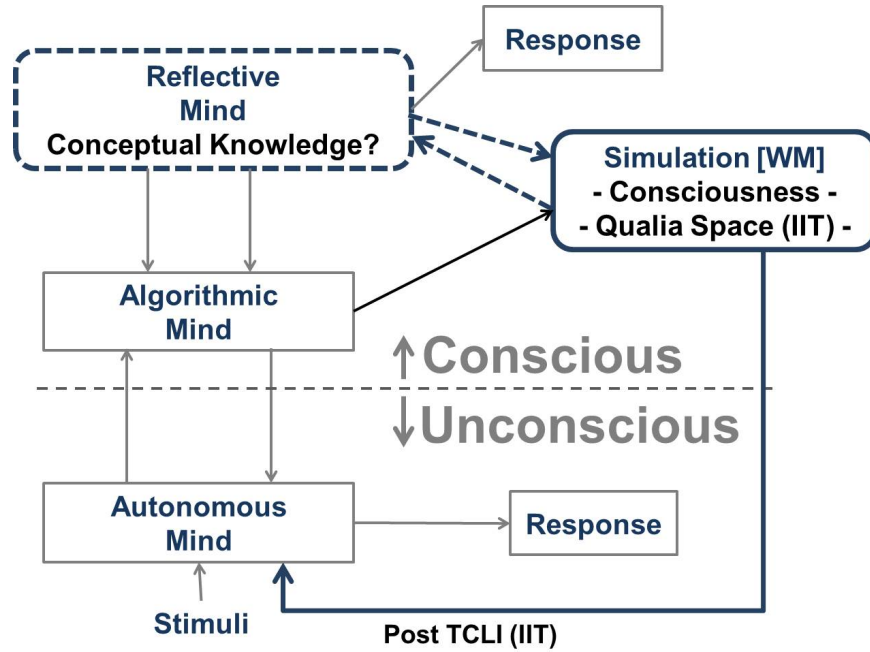 Response
Reflective
Mind
Conceptual Knowledge?
Simulation [WM]
- Consciousness -
- Qualia Space (IIT) -
Algorithmic
Mind
Conscious
Unconscious
Autonomous
Mind
Response
Stimuli
Post TCLI (IIT)